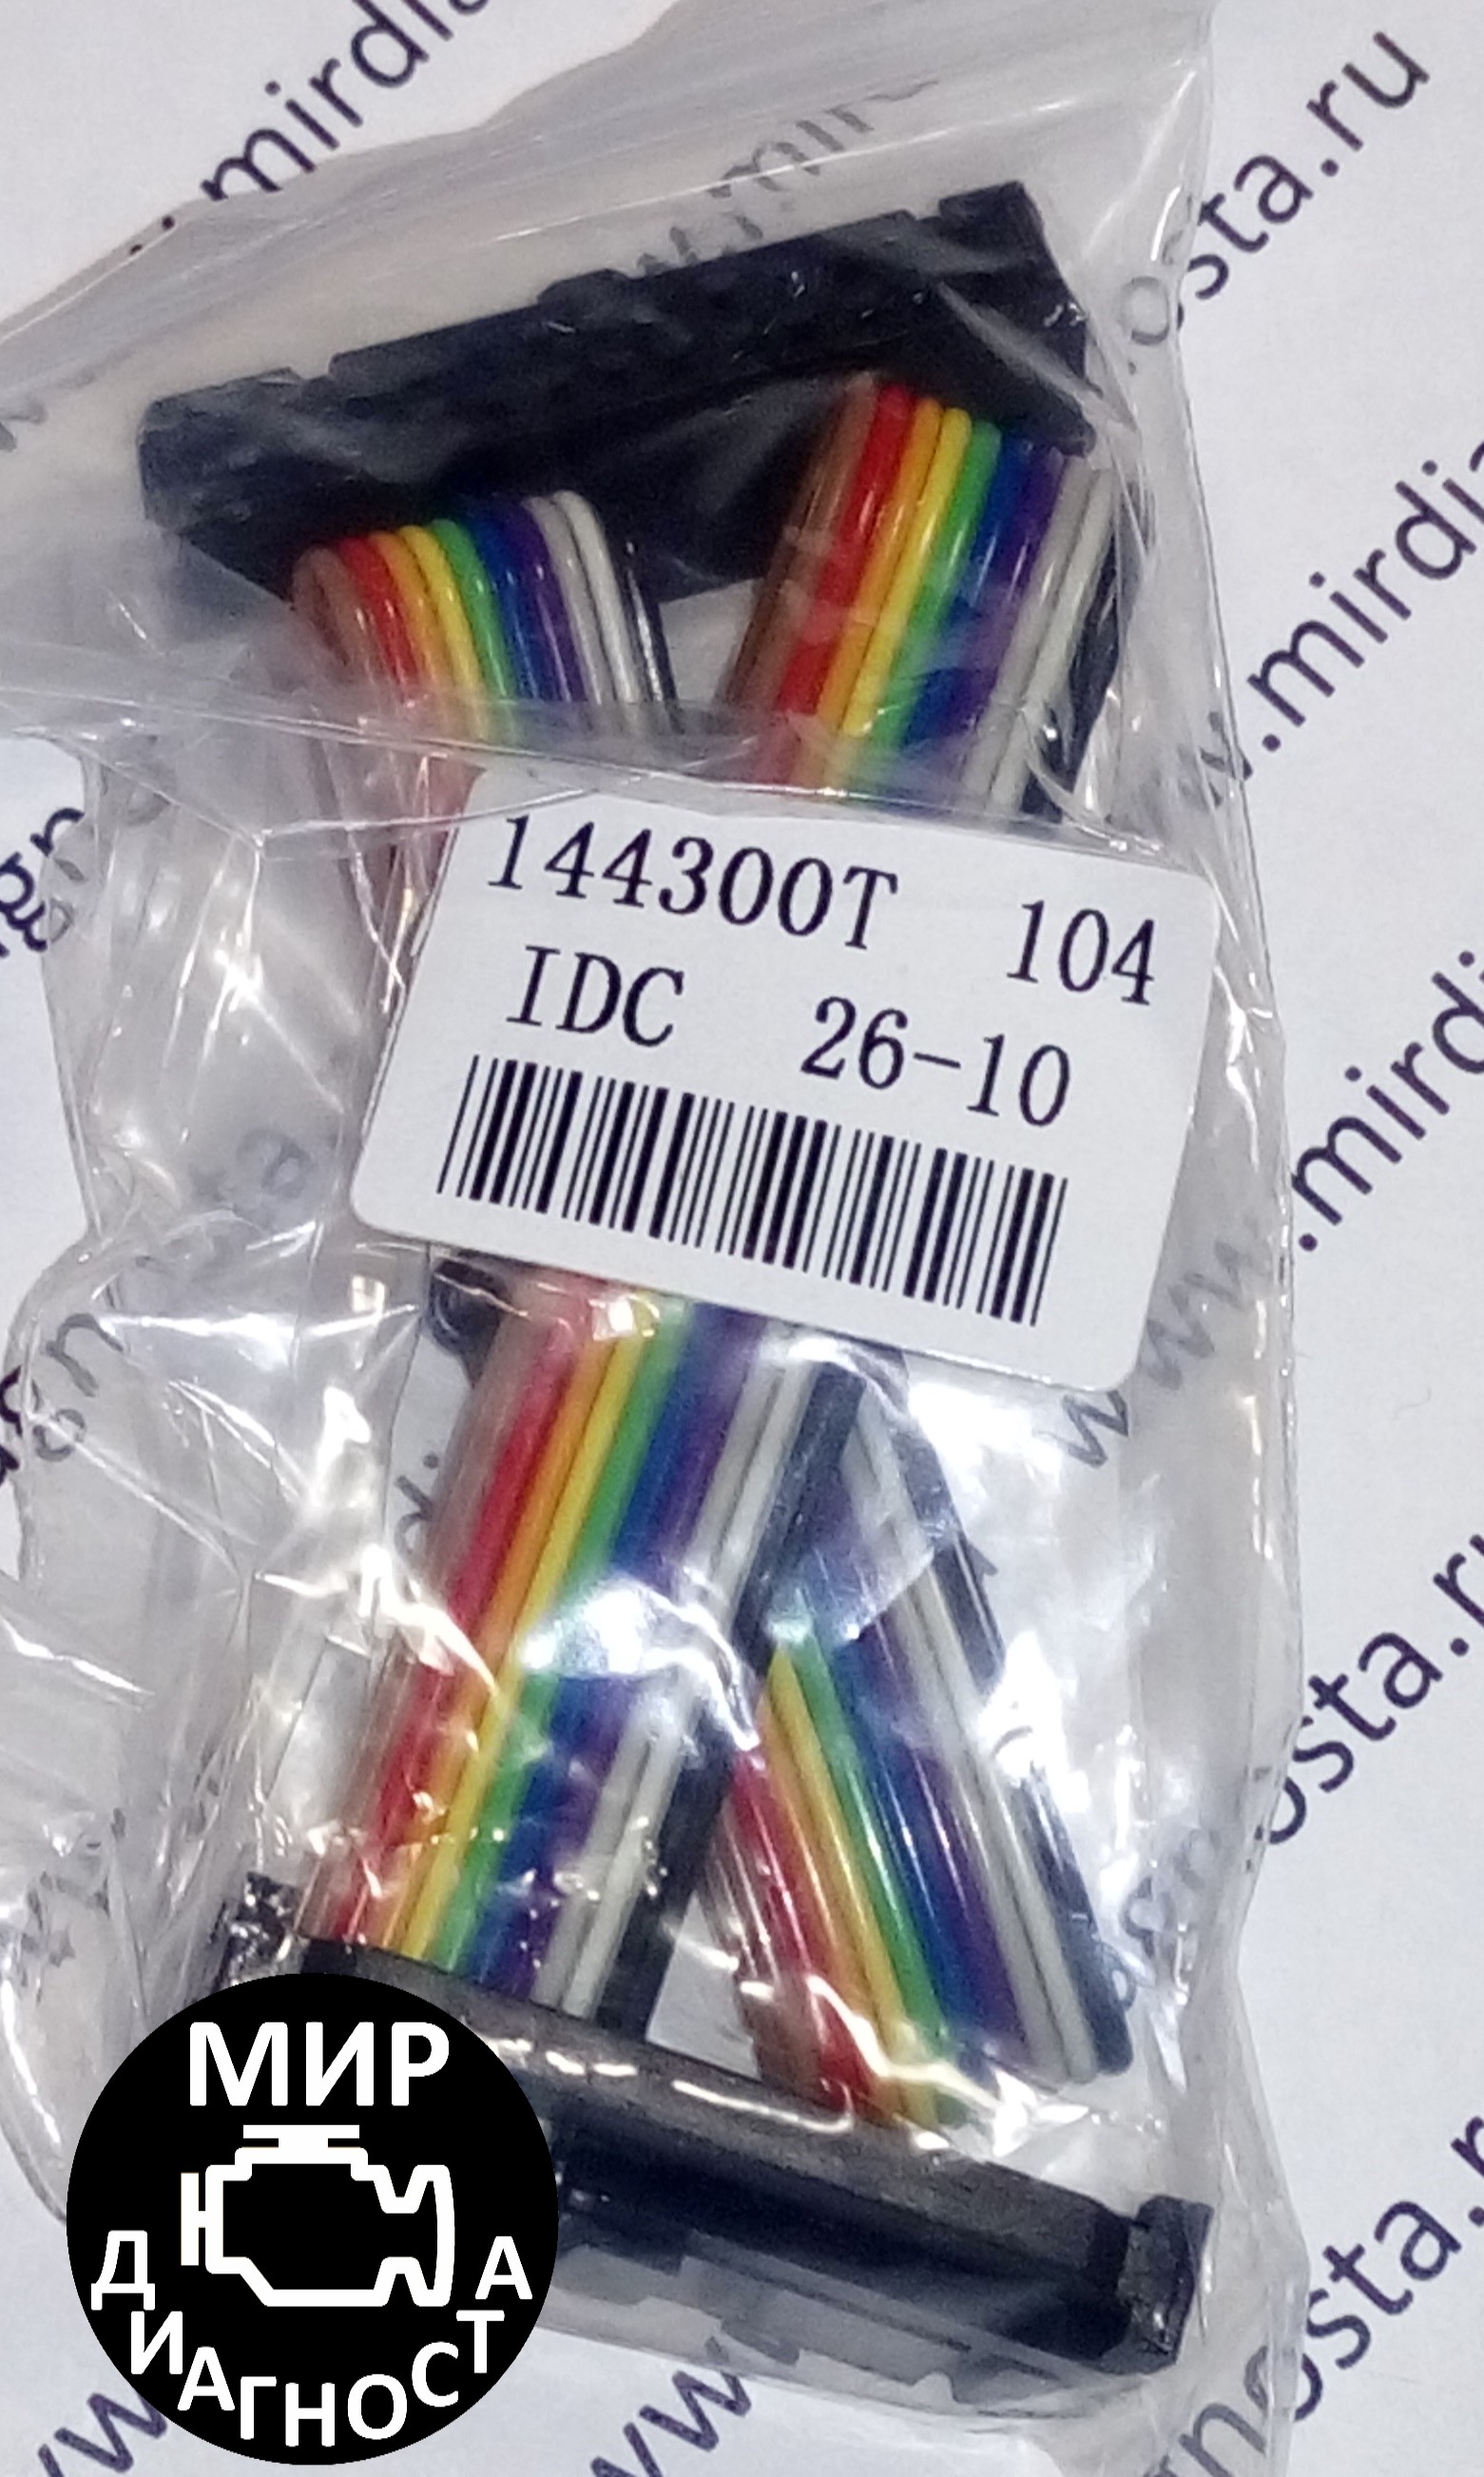 www.mirdiagnosta.ru
144300T 104
IDC 26-10
МИР
ДИАГНОСТА